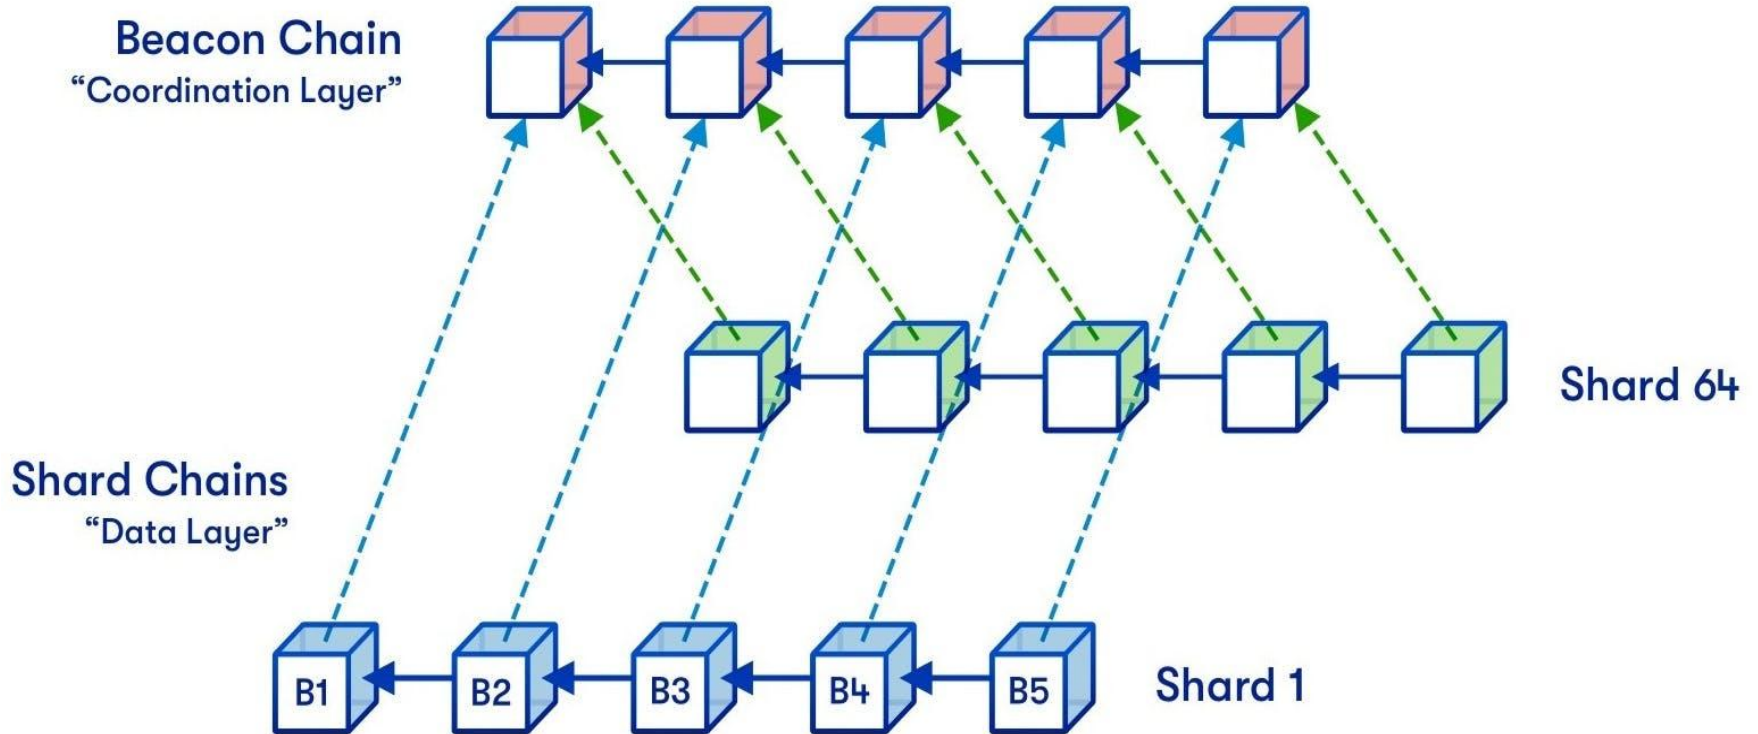 Beacon Chain
“Coordination Layer”
Shard 64
Shard Chains
“Data Layer”
B1
B2
B3
B4
B5
Shard 1